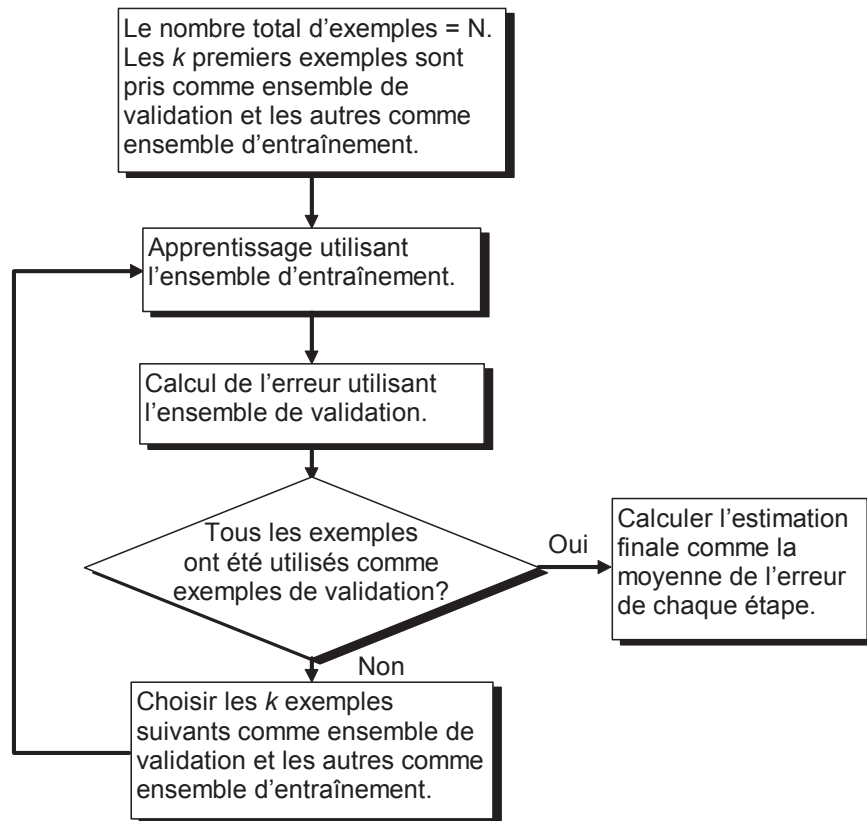 Le nombre total d’exemples = N.
Les k premiers exemples sont
pris comme ensemble de
validation et les autres comme
ensemble d’entraînement.
Apprentissage utilisant
l’ensemble d’entraînement.
Calcul de l’erreur utilisant
l’ensemble de validation.
Tous les exemples
ont été utilisés comme
exemples de validation?
Oui
Calculer l’estimation
finale comme la
moyenne de l’erreur
de chaque étape.
Non
Choisir les k exemples
suivants comme ensemble de
validation et les autres comme
ensemble d’entraînement.